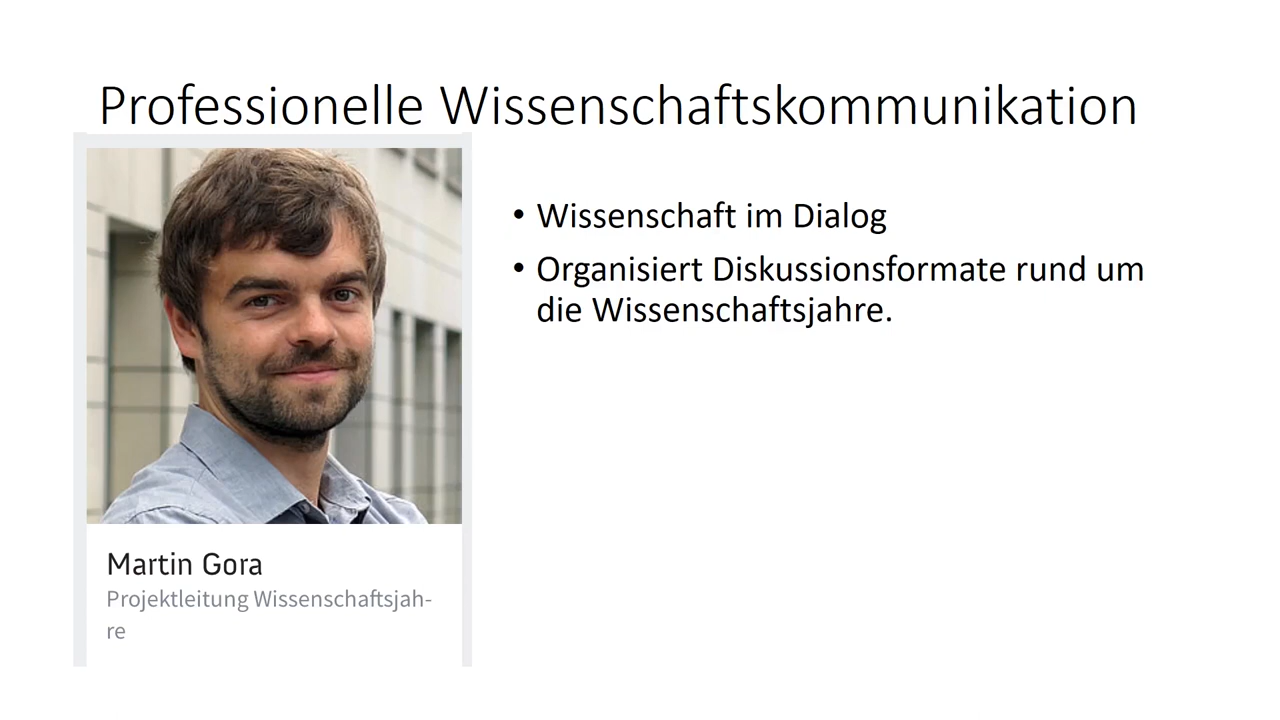 Professionelle Wissenschaftskommunikation
• Wissenschaft im Dialog
• Organisiert Diskussionsformate rund um
die Wissenschaftsjahre.
Martin Gora
Projektleitung Wissenschaftsjah-
re